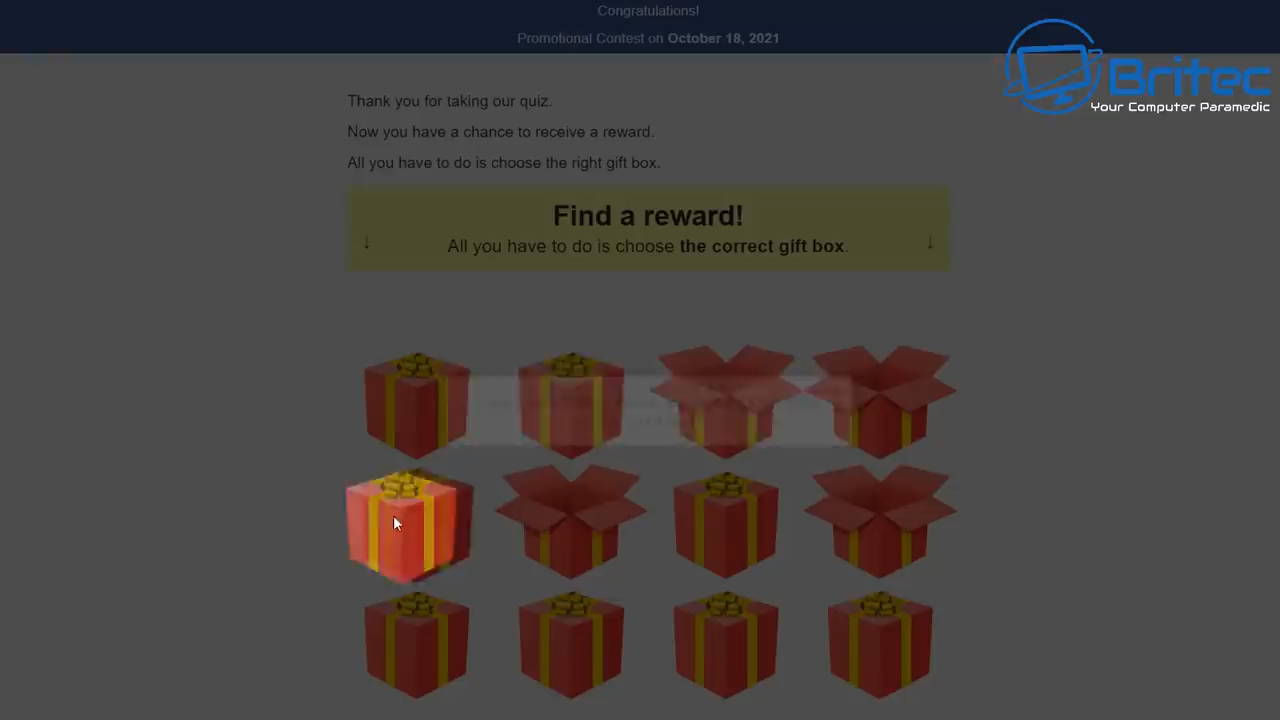 Congratulations!
Promotional Contest on October 18, 2021
Britec
Your Computer Paramedic
Thank you for taking our quiz.
Now you have a chance to receive a reward.
All you have to do is choose the right gift box.
Find a reward!
↓ All you have to do is choose the correct gift box. ↓